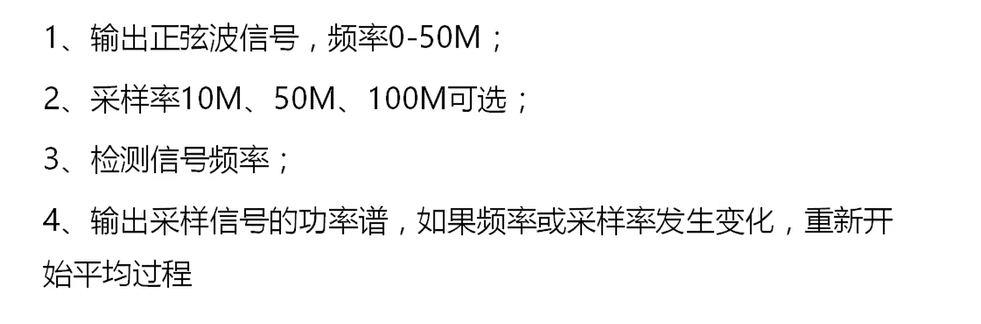 1、输出正弦波信号，频率0-50M；
2、采样率10M、50M、100M可选；
3、检测信号频率；
4、输出采样信号的功率谱，如果频率或采样率发生变化，重新开
始平均过程